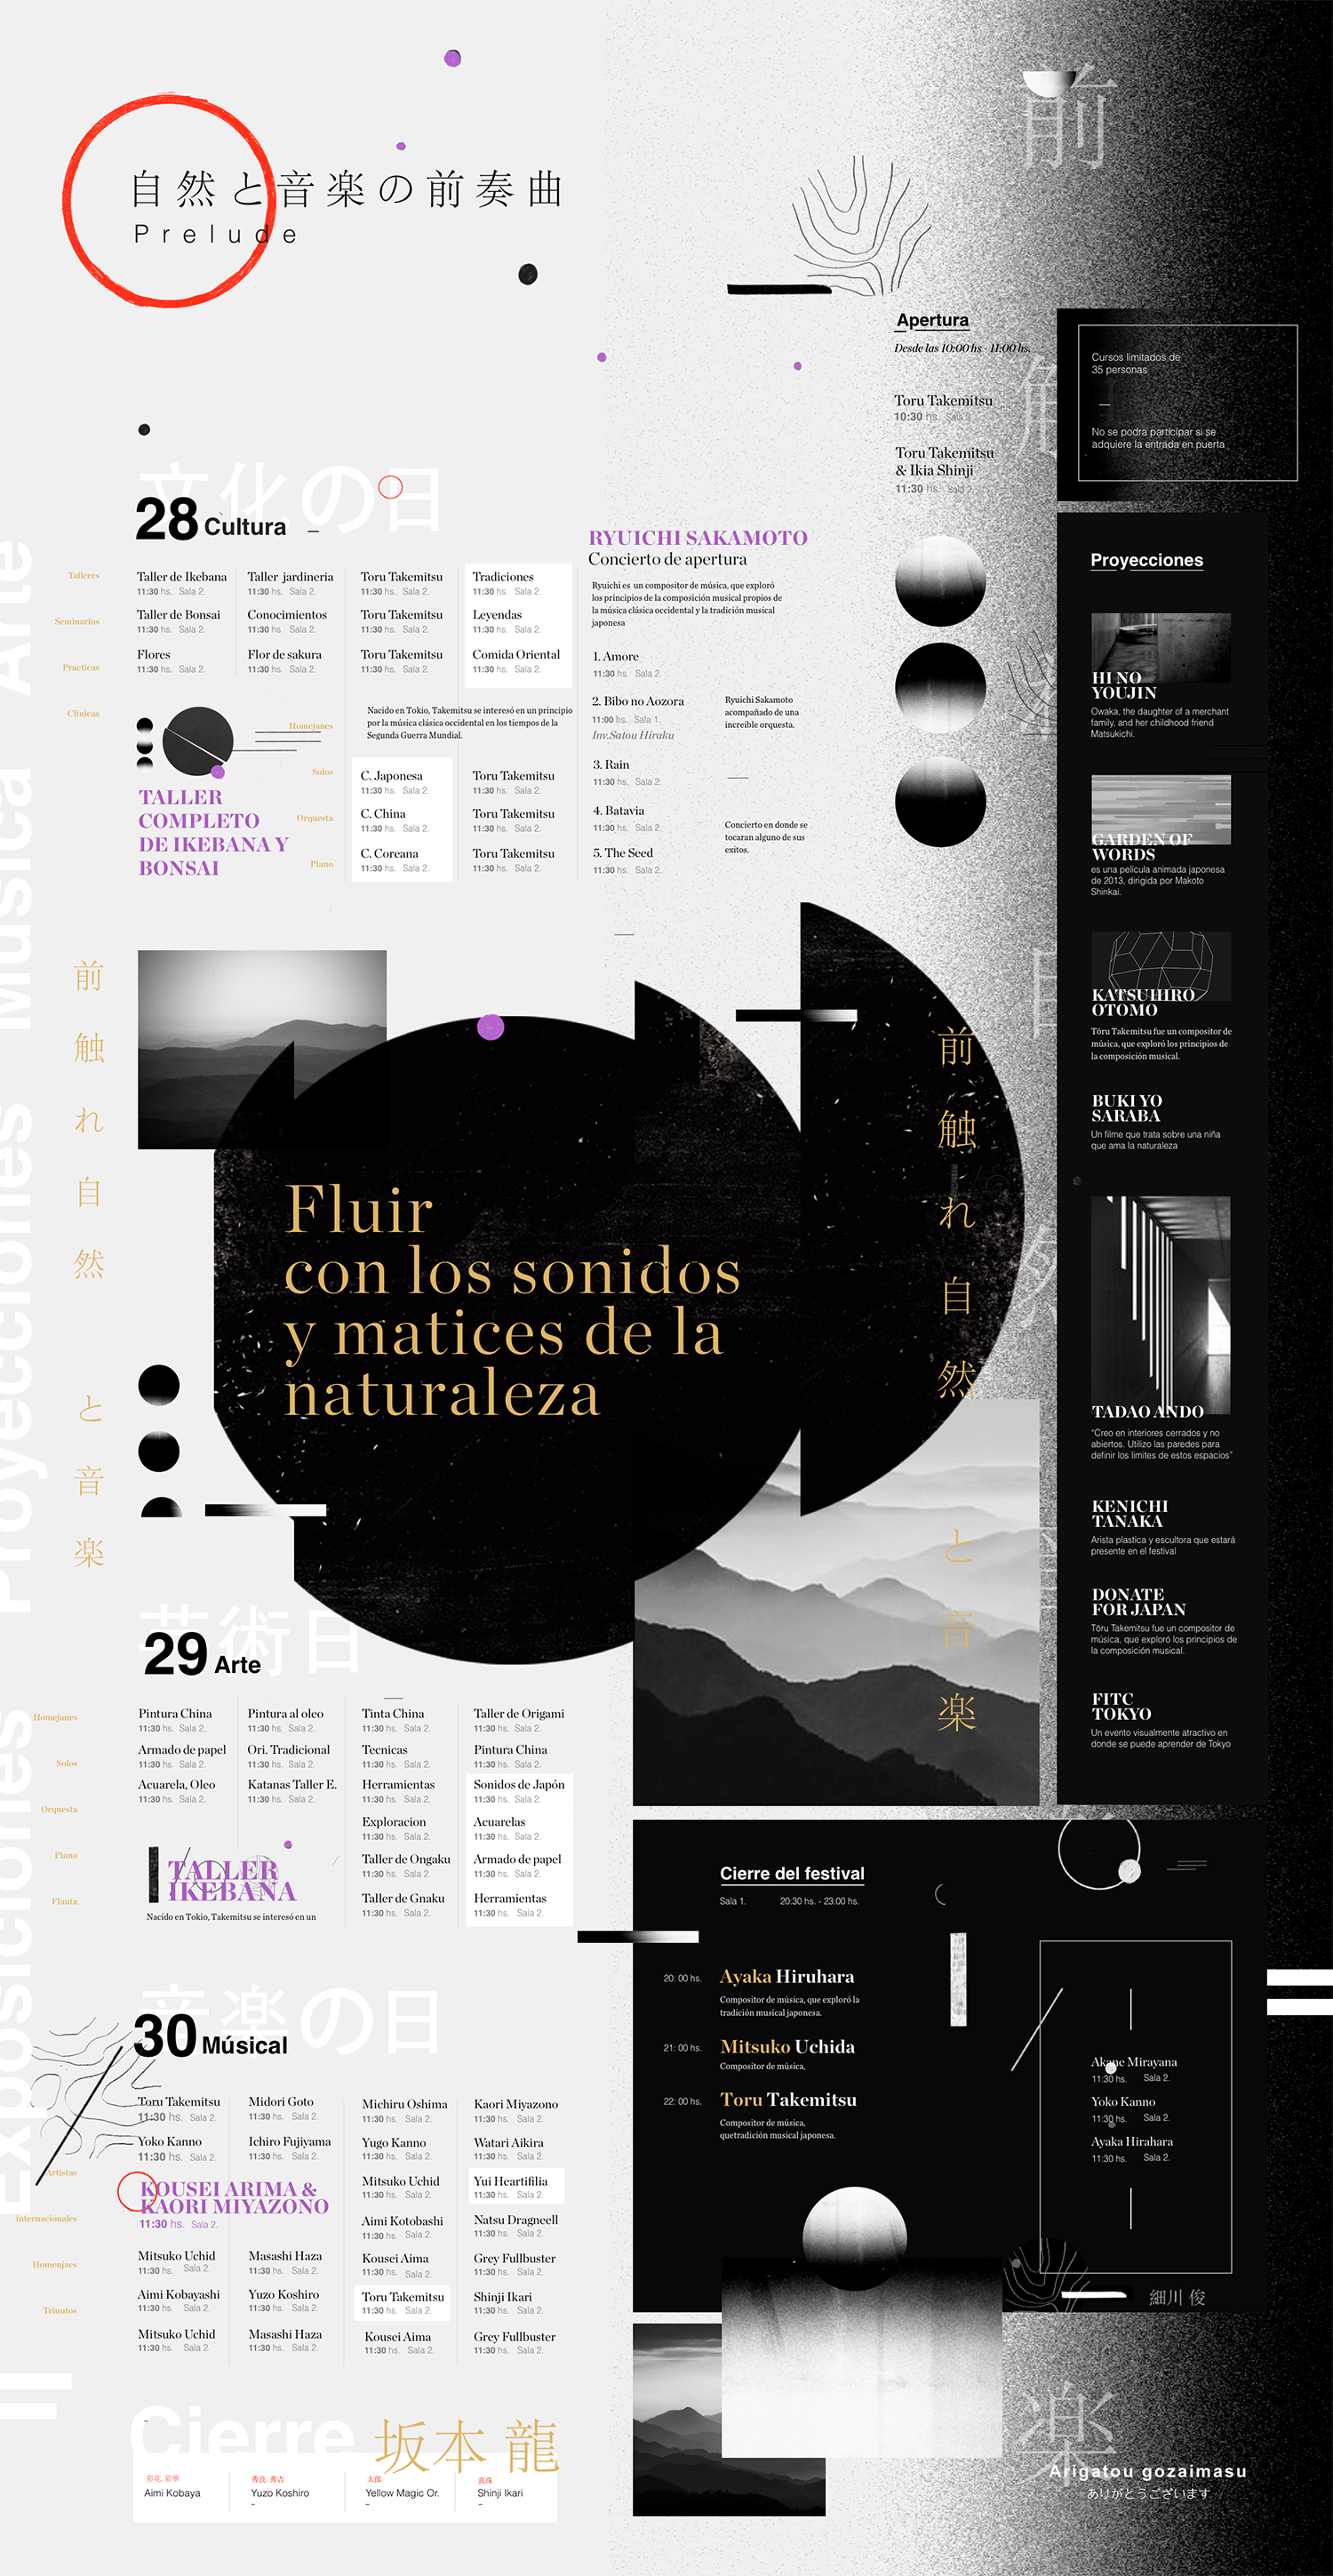 自然と音楽の前奏曲
Prelude
前
Apertura
Desde las 10:00 hs - 11:00 hs.
Toru Takemitsu
10:30 hs. Sala 2.
Toru Takemitsu
& Ikia Shinji
11:30 hs. Sala 2.
Cursos limitados de
35 personas
No se podra participar si se
adquiere la entrada en puerta
Arte
Musica
Proyecciones
Exposiciones
文化の日
28 Cultura
Talleres
Seminarios
Practicas
Clinicas
Taller de Ikebana
11:30 hs. Sala 2.
Taller de Bonsai
11:30 hs. Sala 2.
Flores
11:30 hs. Sala 2.
Taller jardineria
11:30 hs. Sala 2.
Conocimientos
11:30 hs. Sala 2.
Flor de sakura
11:30 hs. Sala 2.
Toru Takemitsu
11:30 hs. Sala 2.
Toru Takemitsu
11:30 hs. Sala 2.
Toru Takemitsu
11:30 hs. Sala 2.
Tradiciones
11:30 hs. Sala 2.
Leyendas
11:30 hs. Sala 2.
Comida Oriental
11:30 hs. Sala 2.
TALLER
COMPLETO
DE IKEBANA Y
BONSAI
Homejanes
Solos
Orquesta
Piano
Nacido en Tokio, Takemitsu se interesó en un principio
por la música clásica occidental en los tiempos de la
Segunda Guerra Mundial.
C. Japonesa
11:30 hs. Sala 2.
C. China
11:30 hs. Sala 2.
C. Coreana
11:30 hs. Sala 2.
Toru Takemitsu
11:30 hs. Sala 2.
Toru Takemitsu
11:30 hs. Sala 2.
Toru Takemitsu
11:30 hs. Sala 2.
RYUICHI SAKAMOTO
Concierto de apertura
Ryuichi es un compositor de música, que exploró
los principios de la composición musical propios de
la música clásica occidental y la tradición musical
japonesa
1. Amore
11:30 hs. Sala 2.
2. Bibo no Aozora
11:00 hs. Sala 1.
Inv.Satou Hiraku
3. Rain
11:30 hs. Sala 2.
4. Batavia
11:30 hs. Sala 2.
5. The Seed
11:30 hs. Sala 2.
Ryuichi Sakamoto
acompañado de una
increible orquesta.
Concierto en donde se
tocaran alguno de sus
exitos.
Proyecciones
HI NO
YOUJIN
Owaka, the daughter of a merchant
family, and her childhood friend
Matsukichi.
GARDEN OF
WORDS
es una película animada japonesa
de 2013, dirigida por Makoto
Shinkai.
KATSUHIRO
OTOMO
Tōru Takemitsu fue un compositor de
música, que exploró los principios de
la composición musical.
BUKI YO
SARABA
Un filme que trata sobre una niña
que ama la naturaleza
TADAO ANDO
"Creo en interiores cerrados y no
abiertos. Utilizo las paredes para
definir los limites de estos espacios"
KENICHI
TANAKA
Arista plastica y escultora que estará
presente en el festival
DONATE
FOR JAPAN
Tōru Takemitsu fue un compositor de
música, que exploró los principios de
la composición musical.
FITC
TOKYO
Un evento visualmente atractivo en
donde se puede aprender de Tokyo
前触れ自然 と音楽
Fluir
con los sonidos
y matices de la
naturaleza
前触れ自然 と音楽
芸術日
29 Arte
Homejanes
Solos
Orquesta
Piano
Flauta
Pintura China
11:30 hs. Sala 2.
Armado de papel
11:30 hs. Sala 2.
Acuarela, Oleo
11:30 hs. Sala 2.
Pintura al oleo
11:30 hs. Sala 2.
Ori. Tradicional
11:30 hs. Sala 2.
Katanas Taller E.
11:30 hs. Sala 2.
Tinta China
11:30 hs. Sala 2.
Tecnicas
11:30 hs. Sala 2.
Herramientas
11:30 hs. Sala 2.
Exploracion
11:30 hs. Sala 2.
Taller de Ongaku
11:30 hs. Sala 2.
Taller de Gnaku
11:30 hs. Sala 2.
Taller de Origami
11:30 hs. Sala 2.
Pintura China
11:30 hs. Sala 2.
Sonidos de Japón
11:30 hs. Sala 2.
Acuarelas
11:30 hs. Sala 2.
Armado de papel
11:30 hs. Sala 2.
Herramientas
11:30 hs. Sala 2.
TALLER
IKEBANA
Nacido en Tokio, Takemitsu se interesó en un
Cierre del festival
Sala 1. 20:30 hs. - 23:00 hs.
20: 00 hs. Ayaka Hiruhara
Compositor de música, que exploró la
tradición musical japonesa.
21: 00 hs. Mitsuko Uchida
Compositor de música,
22: 00 hs. Toru Takemitsu
Compositor de música,
quetradición musical japonesa.
Akane Mirayana
11:30 hs. Sala 2.
Yoko Kanno
11:30 hs. Sala 2.
Ayaka Hirahara
11:30 hs. Sala 2.
細川 俊
音楽の日
30 Músical
Artistas
internacionales
Homenjaes
Trinutos
Toru Takemitsu
11:30 hs. Sala 2.
Yoko Kanno
11:30 hs. Sala 2.
Midori Goto
11:30 hs. Sala 2.
Ichiro Fujiyama
11:30 hs. Sala 2.
KOUSEI ARIMA &
KAORI MIYAZONO
11:30 hs. Sala 2.
Mitsuko Uchid
11:30 hs. Sala 2.
Aimi Kobayashi
11:30 hs. Sala 2.
Mitsuko Uchid
11:30 hs. Sala 2.
Masashi Haza
11:30 hs. Sala 2.
Yuzo Koshiro
11:30 hs. Sala 2.
Masashi Haza
11:30 hs. Sala 2.
Michiru Oshima
11:30 hs. Sala 2.
Yugo Kanno
11:30 hs. Sala 2.
Mitsuko Uchid
11:30 hs. Sala 2.
Aimi Kotobashi
11:30 hs. Sala 2.
Kousei Aima
11:30 hs. Sala 2.
Toru Takemitsu
11:30 hs. Sala 2.
Kousei Aima
11:30 hs. Sala 2.
Kaori Miyazono
11:30 hs. Sala 2.
Watari Aikira
11:30 hs. Sala 2.
Yui Heartifilia
11:30 hs. Sala 2.
Natsu Dragneell
11:30 hs. Sala 2.
Grey Fullbuster
11:30 hs. Sala 2.
Shinji Ikari
11:30 hs. Sala 2.
Grey Fullbuster
11:30 hs. Sala 2.
Cierre
坂本 龍
彩花, 彩華
Aimi Kobaya
秀良, 秀吉
Yuzo Koshiro
太郎
Yellow Magic Or.
真珠
Shinji Ikari
楽
Arigatou gozaimasu
ありがとうございます